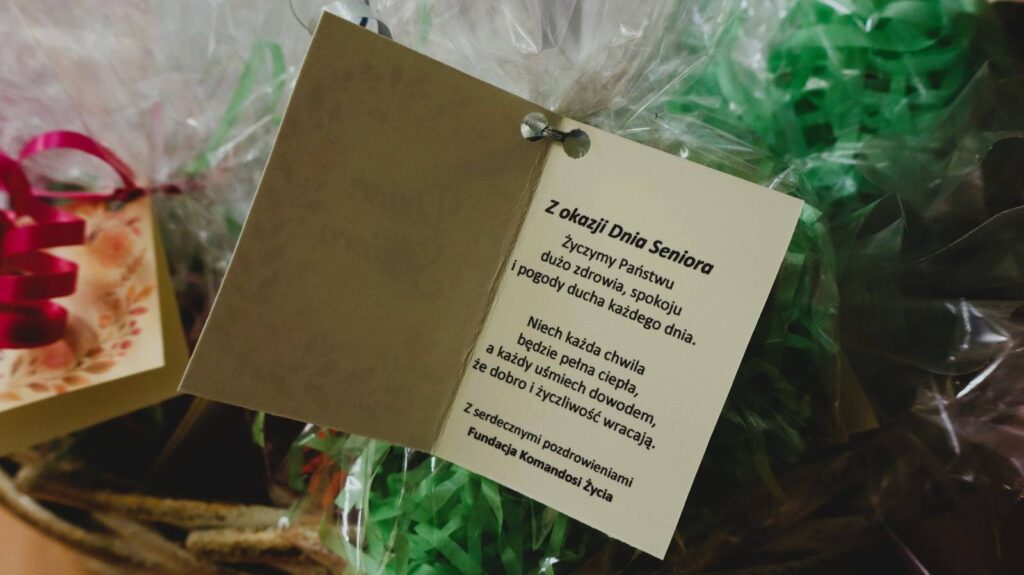 Z okazji Dnia Seniora
Życzymy Państwu
dużo zdrowia, spokoju
i pogody ducha każdego dnia.
Niech każda chwila
będzie pełna ciepła,
a każdy uśmiech dowodem,
że dobro i życzliwość wracają.
Z serdecznymi pozdrowieniami
Fundacja Komandosi Życia